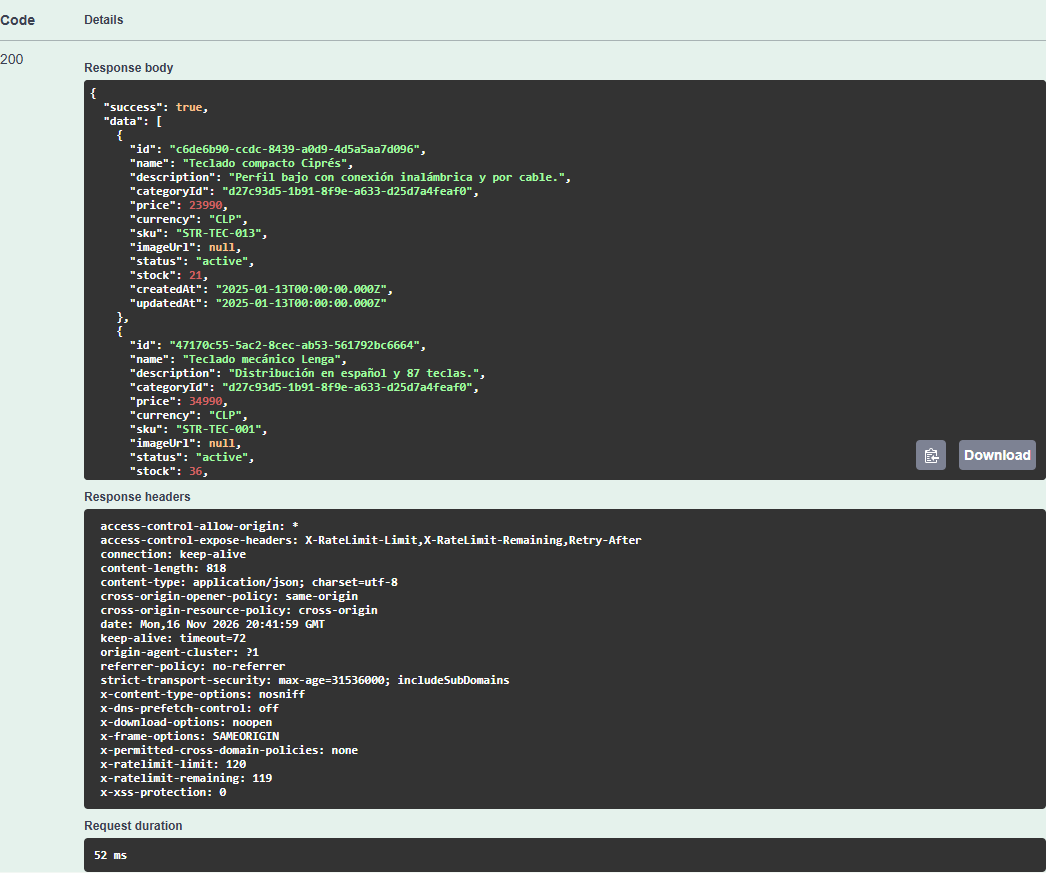 Code Details
200
Response body
{
  "success": true,
  "data": [
    {
      "id": "c6de6b90-ccdc-8439-a0d9-4d5a5aa7d096",
      "name": "Teclado compacto Ciprés",
      "description": "Perfil bajo con conexión inalámbrica y por cable.",
      "categoryId": "d27c93d5-1b91-8f9e-a633-d25d7a4feaf0",
      "price": 23990,
      "currency": "CLP",
      "sku": "STR-TEC-013",
      "imageUrl": null,
      "status": "active",
      "stock": 21,
      "createdAt": "2025-01-13T00:00:00.000Z",
      "updatedAt": "2025-01-13T00:00:00.000Z"
    },
    {
      "id": "47170c55-5ac2-8cec-ab53-561792bc6664",
      "name": "Teclado mecánico Lenga",
      "description": "Distribución en español y 87 teclas.",
      "categoryId": "d27c93d5-1b91-8f9e-a633-d25d7a4feaf0",
      "price": 34990,
      "currency": "CLP",
      "sku": "STR-TEC-001",
      "imageUrl": null,
      "status": "active",
      "stock": 36,
Download
Response headers
access-control-allow-origin: *
access-control-expose-headers: X-RateLimit-Limit,X-RateLimit-Remaining,Retry-After
connection: keep-alive
content-length: 818
content-type: application/json; charset=utf-8
cross-origin-opener-policy: same-origin
cross-origin-resource-policy: cross-origin
date: Mon,16 Nov 2026 20:41:59 GMT
keep-alive: timeout=72
origin-agent-cluster: ?1
referrer-policy: no-referrer
strict-transport-security: max-age=31536000; includeSubDomains
x-content-type-options: nosniff
x-dns-prefetch-control: off
x-download-options: noopen
x-frame-options: SAMEORIGIN
x-permitted-cross-domain-policies: none
x-ratelimit-limit: 120
x-ratelimit-remaining: 119
x-xss-protection: 0
Request duration
52 ms